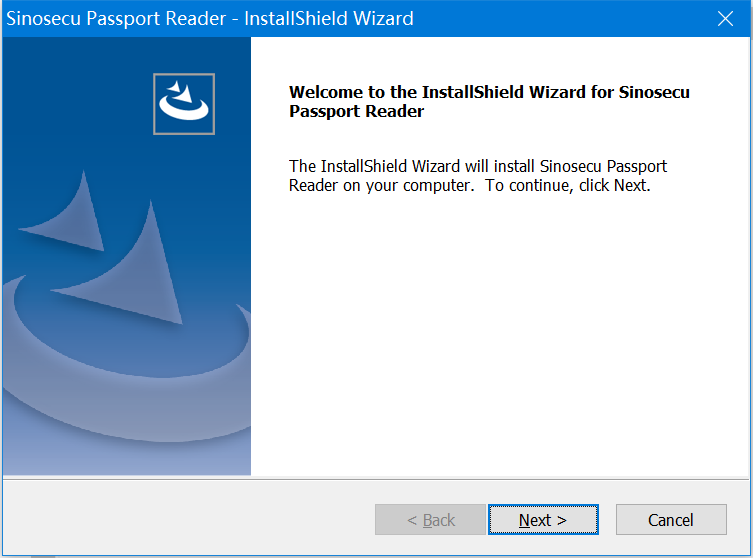 Sinosecu Passport Reader - InstallShield Wizard
Welcome to the InstallShield Wizard for Sinosecu
Passport Reader
The InstallShield Wizard will install Sinosecu Passport
Reader on your computer.  To continue, click Next.
< Back
Next >
Cancel